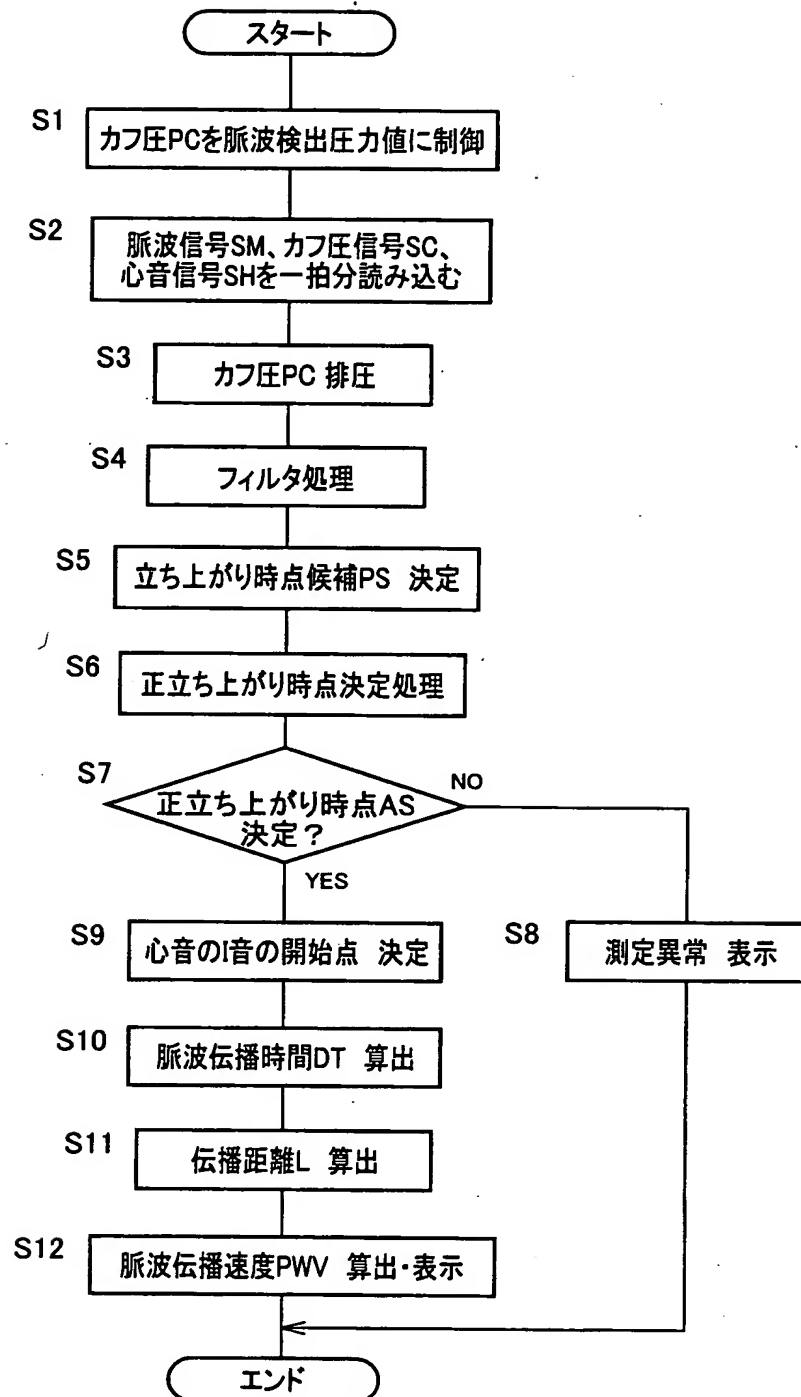 スタート
S1
カフ圧PCを脈波検出圧力値に制御
S2
脈波信号SM、カフ圧信号SC、
心音信号SHを一拍分読み込む
S3
カフ圧PC 排圧
S4
フィルタ処理
S5
立ち上がり時点候補PS 決定
S6
正立ち上がり時点決定処理
S7
正立ち上がり時点AS
決定？
NO
YES
S9
心音のI音の開始点 決定
S8
測定異常 表示
S10
脈波伝播時間DT 算出
S11
伝播距離L 算出
S12
脈波伝播速度PWV 算出・表示
エンド